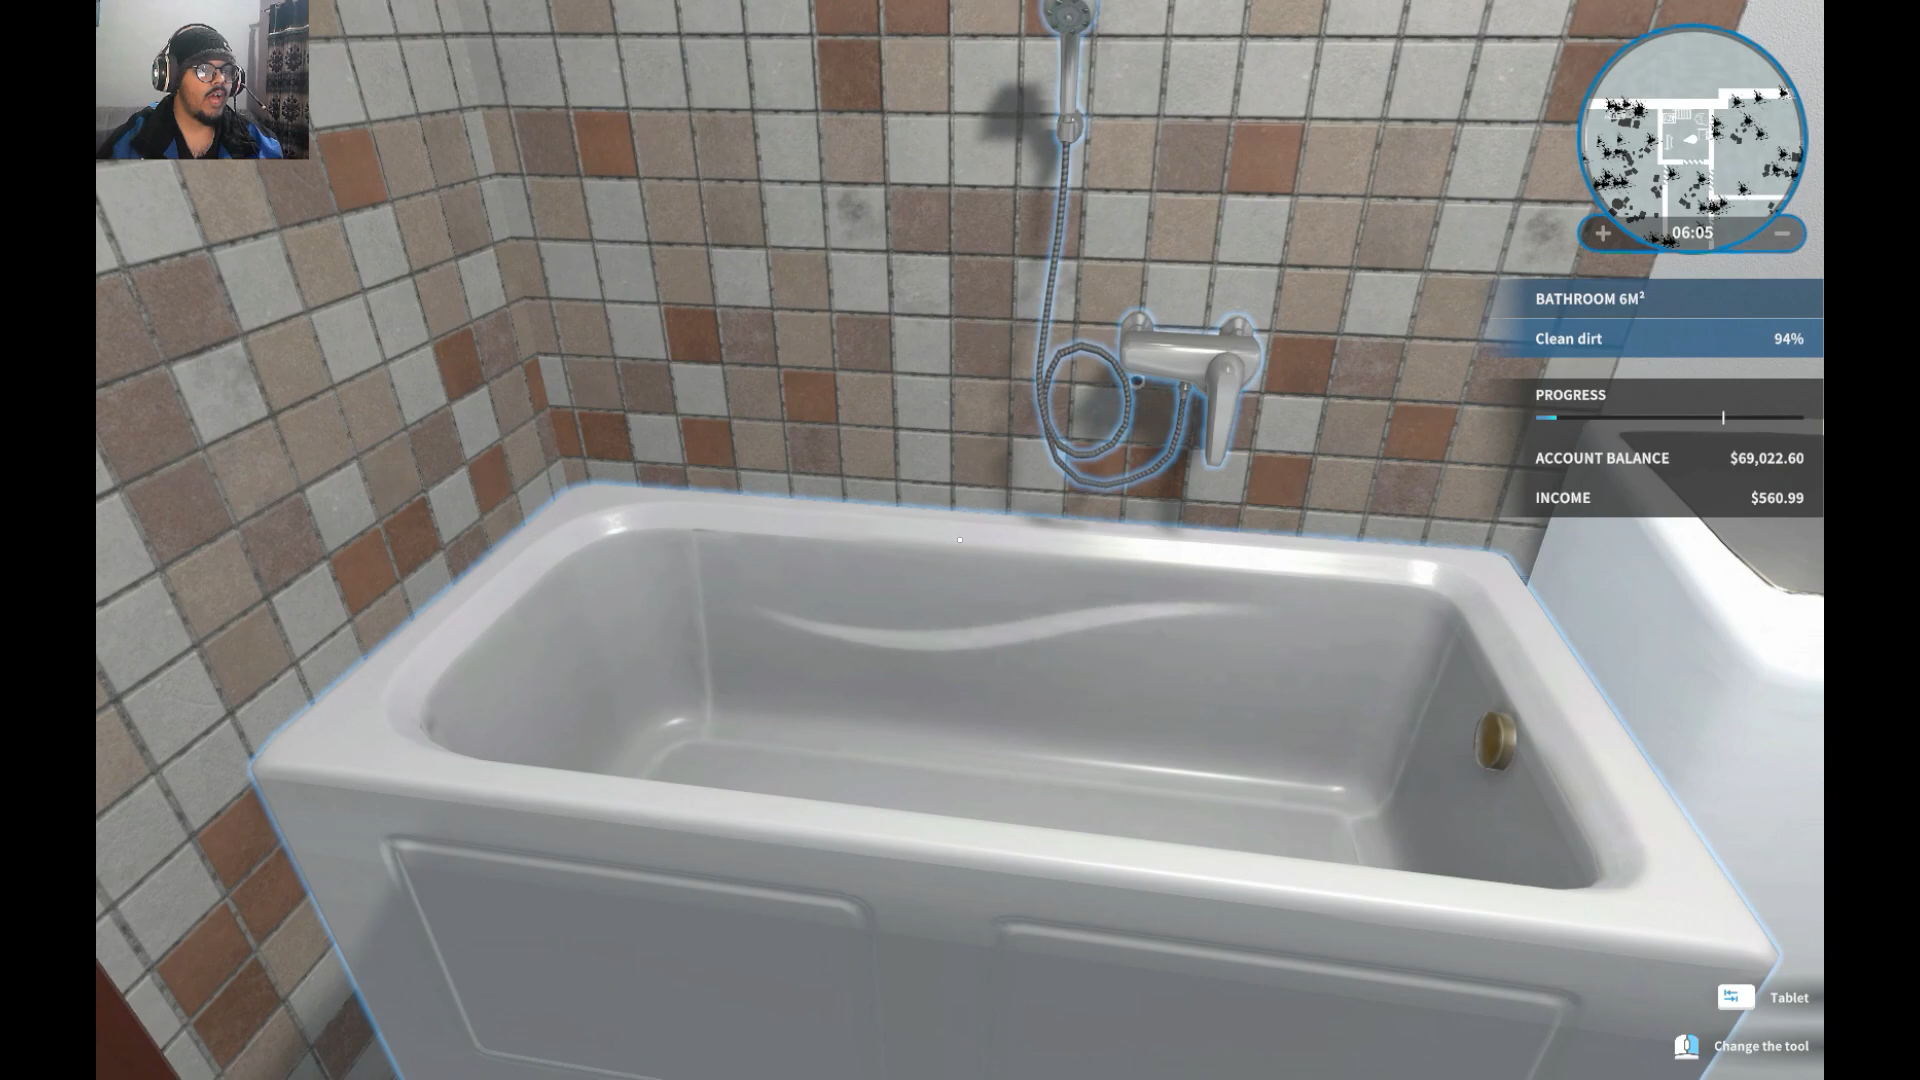 06:05
BATHROOM 6M²
Clean dirt 94%
PROGRESS
ACCOUNT BALANCE $69,022.60
INCOME $560.99
Tablet
Change the tool